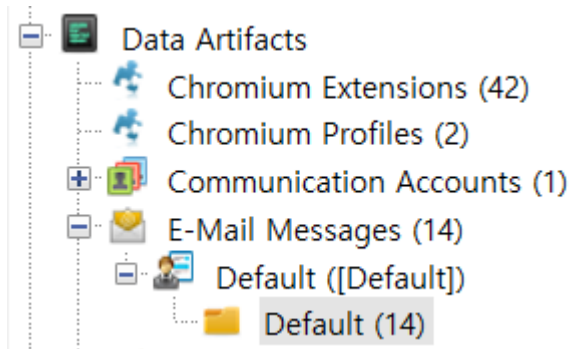 Data Artifacts
Chromium Extensions (42)
Chromium Profiles (2)
Communication Accounts (1)
E-Mail Messages (14)
Default ([Default])
Default (14)